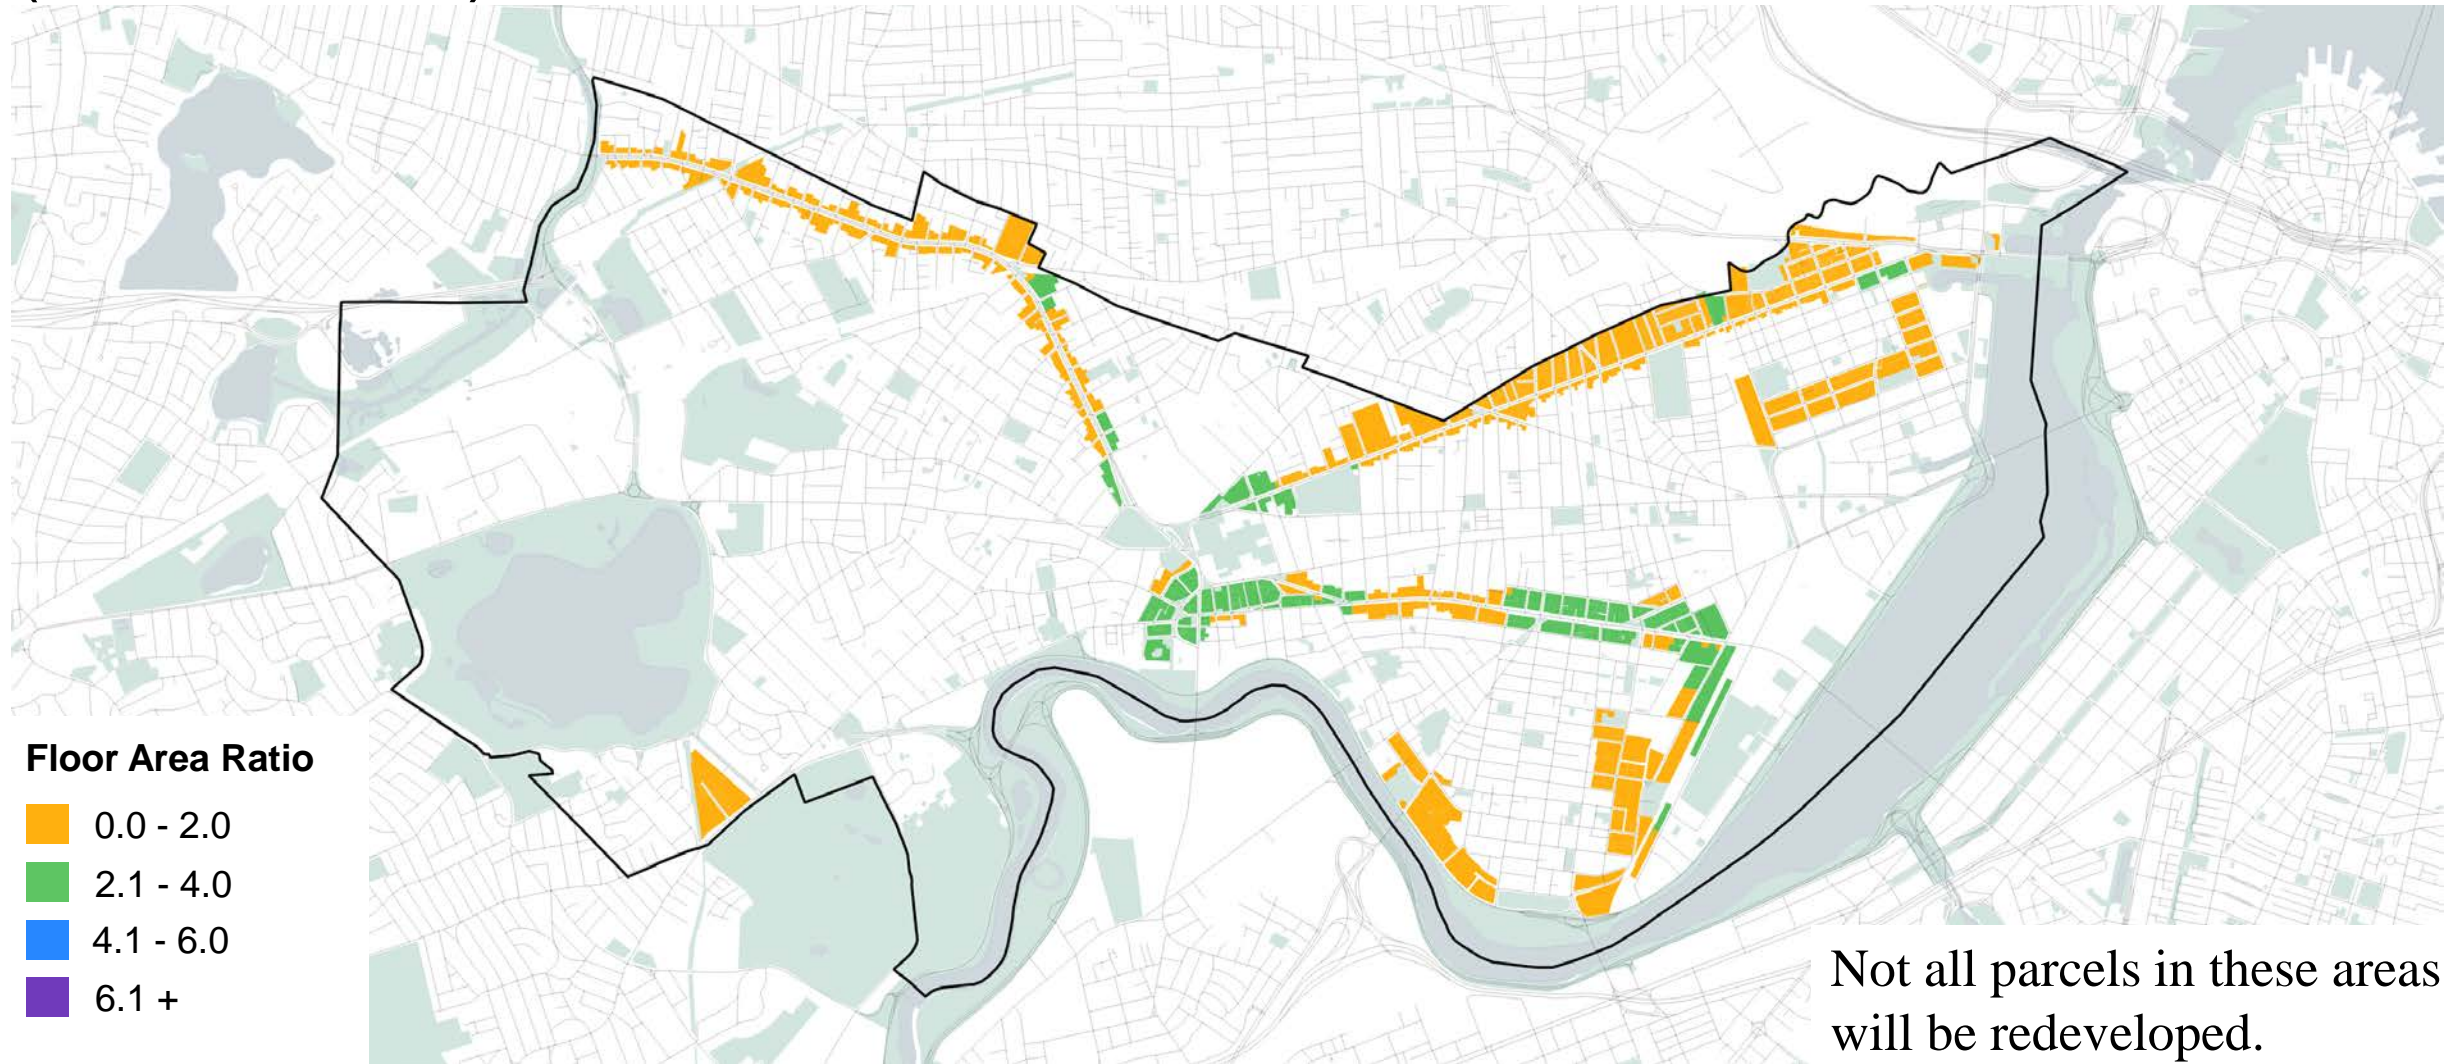 Floor Area Ratio
0.0 - 2.0
2.1 - 4.0
4.1 - 6.0
6.1 +
Not all parcels in these areas
will be redeveloped.